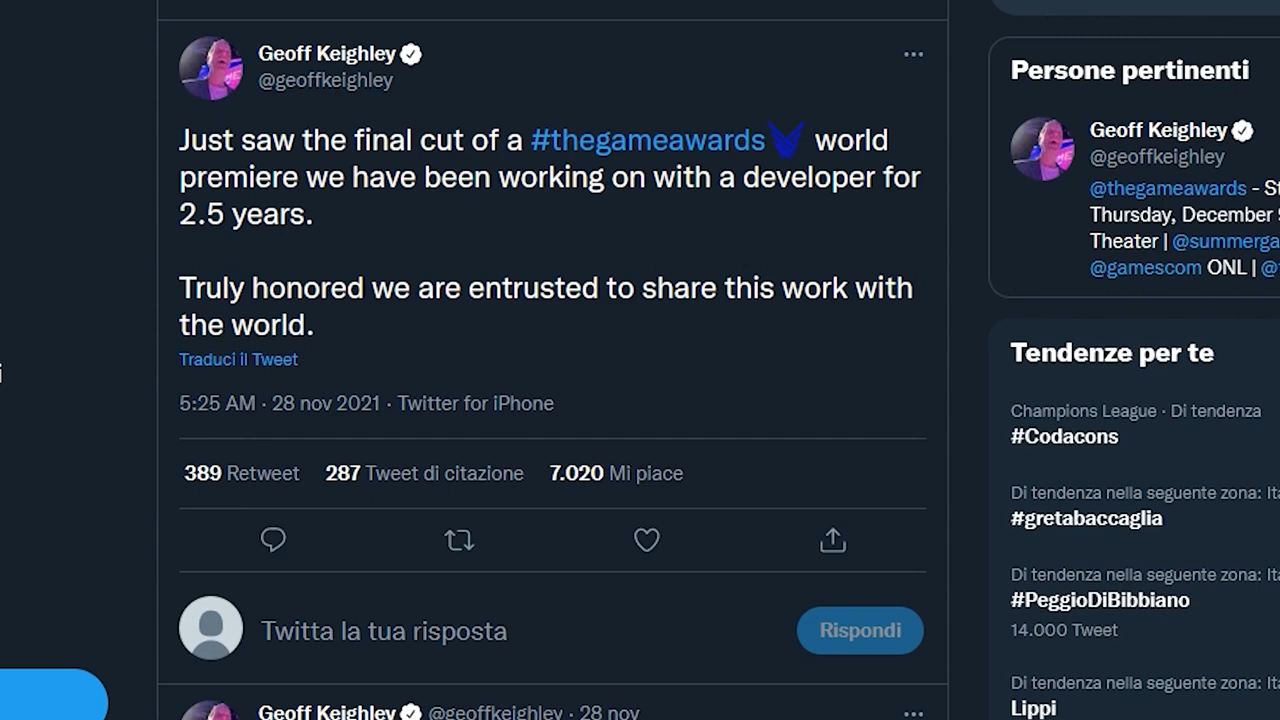 Geoff Keighley
@geoffkeighley
Just saw the final cut of a #thegameawards world
premiere we have been working on with a developer for
2.5 years.
Truly honored we are entrusted to share this work with
the world.
Traduci il Tweet
5:25 AM · 28 nov 2021 · Twitter for iPhone
389 Retweet 287 Tweet di citazione 7.020 Mi piace
Twitta la tua risposta
Rispondi
Geoff Keighley @geoffkeighley · 28 nov
Persone pertinenti
Geoff Keighley
@geoffkeighley
@thegameawards - St
Thursday, December
Theater | @summerga
@gamescom ONL | @
Tendenze per te
Champions League · Di tendenza
#Codacons
Di tendenza nella seguente zona: Ita
#gretabaccaglia
Di tendenza nella seguente zona: Ita
#PeggioDiBibbiano
14.000 Tweet
Di tendenza nella seguente zona: Ita
Lippi